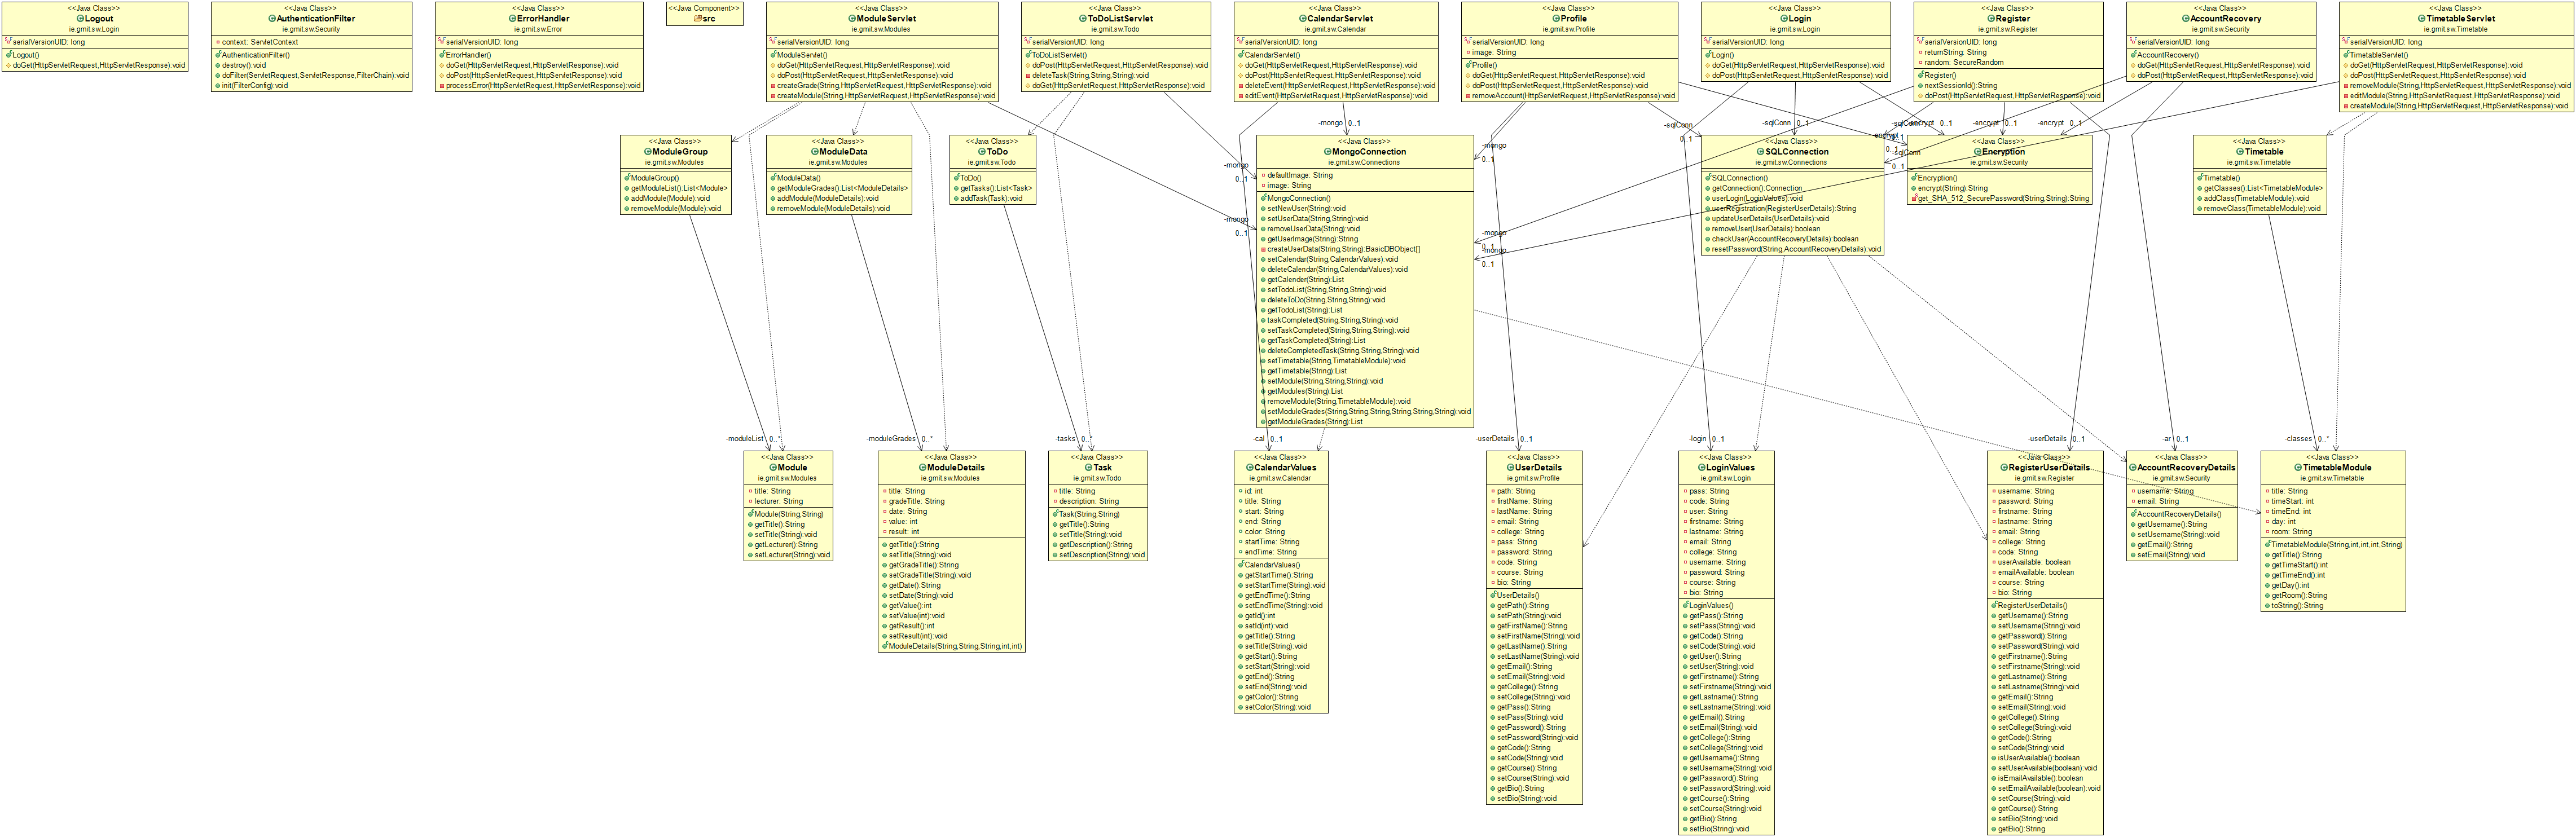 <<Java Class>>
Logout
ie.gmit.sw.Login
serialVersionUID: long
Logout()
doGet(HttpServletRequest,HttpServletResponse):void
<<Java Class>>
AuthenticationFilter
ie.gmit.sw.Security
context: ServletContext
AuthenticationFilter()
destroy():void
doFilter(ServletRequest,ServletResponse,FilterChain):void
init(FilterConfig):void
<<Java Class>>
ErrorHandler
ie.gmit.sw.Error
serialVersionUID: long
ErrorHandler()
doGet(HttpServletRequest,HttpServletResponse):void
doPost(HttpServletRequest,HttpServletResponse):void
processError(HttpServletRequest,HttpServletResponse):void
<<Java Component>>
src
<<Java Class>>
ModuleServlet
ie.gmit.sw.Modules
serialVersionUID: long
ModuleServlet()
doGet(HttpServletRequest,HttpServletResponse):void
doPost(HttpServletRequest,HttpServletResponse):void
createGrade(String,HttpServletRequest,HttpServletResponse):void
createModule(String,HttpServletRequest,HttpServletResponse):void
<<Java Class>>
ToDoListServlet
ie.gmit.sw.Todo
serialVersionUID: long
ToDoListServlet()
doPost(HttpServletRequest,HttpServletResponse):void
deleteTask(String,String,String):void
doGet(HttpServletRequest,HttpServletResponse):void
<<Java Class>>
CalendarServlet
ie.gmit.sw.Calendar
serialVersionUID: long
CalendarServlet()
doGet(HttpServletRequest,HttpServletResponse):void
doPost(HttpServletRequest,HttpServletResponse):void
deleteEvent(HttpServletRequest,HttpServletResponse):void
editEvent(HttpServletRequest,HttpServletResponse):void
<<Java Class>>
Profile
ie.gmit.sw.Profile
serialVersionUID: long
image: String
Profile()
doGet(HttpServletRequest,HttpServletResponse):void
doPost(HttpServletRequest,HttpServletResponse):void
removeAccount(HttpServletRequest,HttpServletResponse):void
<<Java Class>>
Login
ie.gmit.sw.Login
serialVersionUID: long
Login()
doGet(HttpServletRequest,HttpServletResponse):void
doPost(HttpServletRequest,HttpServletResponse):void
<<Java Class>>
Register
ie.gmit.sw.Register
serialVersionUID: long
returnString: String
random: SecureRandom
Register()
nextSessionId():String
doPost(HttpServletRequest,HttpServletResponse):void
<<Java Class>>
AccountRecovery
ie.gmit.sw.Security
serialVersionUID: long
AccountRecovery()
doGet(HttpServletRequest,HttpServletResponse):void
doPost(HttpServletRequest,HttpServletResponse):void
<<Java Class>>
TimetableServlet
ie.gmit.sw.Timetable
serialVersionUID: long
TimetableServlet()
doGet(HttpServletRequest,HttpServletResponse):void
doPost(HttpServletRequest,HttpServletResponse):void
removeModule(String,HttpServletRequest,HttpServletResponse):void
editModule(String,HttpServletRequest,HttpServletResponse):void
createModule(String,HttpServletRequest,HttpServletResponse):void
-mongo 0..1
-sqlConn 0..1
-sqlConn 0..1
-encrypt 0..1
-encrypt 0..1
-encrypt 0..1
-sqlConn 0..1
<<Java Class>>
ModuleGroup
ie.gmit.sw.Modules
ModuleGroup()
getModuleList():List<Module>
addModule(Module):void
removeModule(Module):void
<<Java Class>>
ModuleData
ie.gmit.sw.Modules
ModuleData()
getModuleGrades():List<ModuleDetails>
addModule(ModuleDetails):void
removeModule(ModuleDetails):void
<<Java Class>>
ToDo
ie.gmit.sw.Todo
ToDo()
getTasks():List<Task>
addTask(Task):void
-mongo
0..1
-mongo
0..1
<<Java Class>>
MongoConnection
ie.gmit.sw.Connections
defaultImage: String
image: String
MongoConnection()
setNewUser(String):void
setUserData(String,String):void
removeUserData(String):void
getUserImage(String):String
createUserData(String,String):BasicDBObject[]
setCalendar(String,CalendarValues):void
deleteCalendar(String,CalendarValues):void
getCalender(String):List
setTodoList(String,String,String):void
deleteToDo(String,String,String):void
getTodoList(String):List
taskCompleted(String,String,String):void
setTaskCompleted(String,String,String):void
getTaskCompleted(String):List
deleteCompletedTask(String,String,String):void
setTimetable(String,TimetableModule):void
getTimetable(String):List
setModule(String,String,String):void
getModules(String):List
removeModule(String,TimetableModule):void
setModuleGrades(String,String,String,String,String,String):void
getModuleGrades(String):List
-mongo
0..1
-mongo
0..1
-mongo
0..1
<<Java Class>>
SQLConnection
ie.gmit.sw.Connections
SQLConnection()
getConnection():Connection
userLogin(LoginValues):void
userRegistration(RegisterUserDetails):String
updateUserDetails(UserDetails):void
removeUser(UserDetails):boolean
checkUser(AccountRecoveryDetails):boolean
resetPassword(String,AccountRecoveryDetails):void
<<Java Class>>
Encryption
ie.gmit.sw.Security
Encryption()
encrypt(String):String
get_SHA_512_SecurePassword(String,String):String
<<Java Class>>
Timetable
ie.gmit.sw.Timetable
Timetable()
getClasses():List<TimetableModule>
addClass(TimetableModule):void
removeClass(TimetableModule):void
-moduleList 0..*
<<Java Class>>
Module
ie.gmit.sw.Modules
title: String
lecturer: String
Module(String,String)
getTitle():String
setTitle(String):void
getLecturer():String
setLecturer(String):void
-moduleGrades 0..*
<<Java Class>>
ModuleDetails
ie.gmit.sw.Modules
title: String
gradeTitle: String
date: String
value: int
result: int
getTitle():String
setTitle(String):void
getGradeTitle():String
setGradeTitle(String):void
getDate():String
setDate(String):void
getValue():int
setValue(int):void
getResult():int
setResult(int):void
ModuleDetails(String,String,String,int,int)
-tasks 0..*
<<Java Class>>
Task
ie.gmit.sw.Todo
title: String
description: String
Task(String,String)
getTitle():String
setTitle(String):void
getDescription():String
setDescription(String):void
-cal 0..1
<<Java Class>>
CalendarValues
ie.gmit.sw.Calendar
id: int
title: String
start: String
end: String
color: String
startTime: String
endTime: String
CalendarValues()
getStartTime():String
setStartTime(String):void
getEndTime():String
setEndTime(String):void
getId():int
setId(int):void
getTitle():String
setTitle(String):void
getStart():String
setStart(String):void
getEnd():String
setEnd(String):void
getColor():String
setColor(String):void
-userDetails 0..1
<<Java Class>>
UserDetails
ie.gmit.sw.Profile
path: String
firstName: String
lastName: String
email: String
college: String
pass: String
password: String
code: String
course: String
bio: String
UserDetails()
getPath():String
setPath(String):void
getFirstName():String
setFirstName(String):void
getLastName():String
setLastName(String):void
getEmail():String
setEmail(String):void
getCollege():String
setCollege(String):void
getPass():String
setPass(String):void
getPassword():String
setPassword(String):void
getCode():String
setCode(String):void
getCourse():String
setCourse(String):void
getBio():String
setBio(String):void
-login 0..1
<<Java Class>>
LoginValues
ie.gmit.sw.Login
pass: String
code: String
user: String
firstname: String
lastname: String
email: String
college: String
username: String
password: String
course: String
bio: String
LoginValues()
getPass():String
setPass(String):void
getCode():String
setCode(String):void
getUser():String
setUser(String):void
getFirstname():String
setFirstname(String):void
getLastname():String
setLastname(String):void
getEmail():String
setEmail(String):void
getCollege():String
setCollege(String):void
getUsername():String
setUsername(String):void
getPassword():String
setPassword(String):void
getCourse():String
setCourse(String):void
getBio():String
setBio(String):void
-userDetails 0..1
<<Java Class>>
RegisterUserDetails
ie.gmit.sw.Register
username: String
password: String
firstname: String
lastname: String
email: String
college: String
code: String
userAvailable: boolean
emailAvailable: boolean
course: String
bio: String
RegisterUserDetails()
getUsername():String
setUsername(String):void
getPassword():String
setPassword(String):void
getFirstname():String
setFirstname(String):void
getLastname():String
setLastname(String):void
getEmail():String
setEmail(String):void
getCollege():String
setCollege(String):void
getCode():String
setCode(String):void
isUserAvailable():boolean
setUserAvailable(boolean):void
isEmailAvailable():boolean
setEmailAvailable(boolean):void
setCourse(String):void
getCourse():String
setBio(String):void
getBio():String
-ar 0..1
<<Java Class>>
AccountRecoveryDetails
ie.gmit.sw.Security
username: String
email: String
AccountRecoveryDetails()
getUsername():String
setUsername(String):void
getEmail():String
setEmail(String):void
-classes 0..*
<<Java Class>>
TimetableModule
ie.gmit.sw.Timetable
title: String
timeStart: int
timeEnd: int
day: int
room: String
TimetableModule(String,int,int,int,String)
getTitle():String
getTimeStart():int
getTimeEnd():int
getDay():int
getRoom():String
toString():String